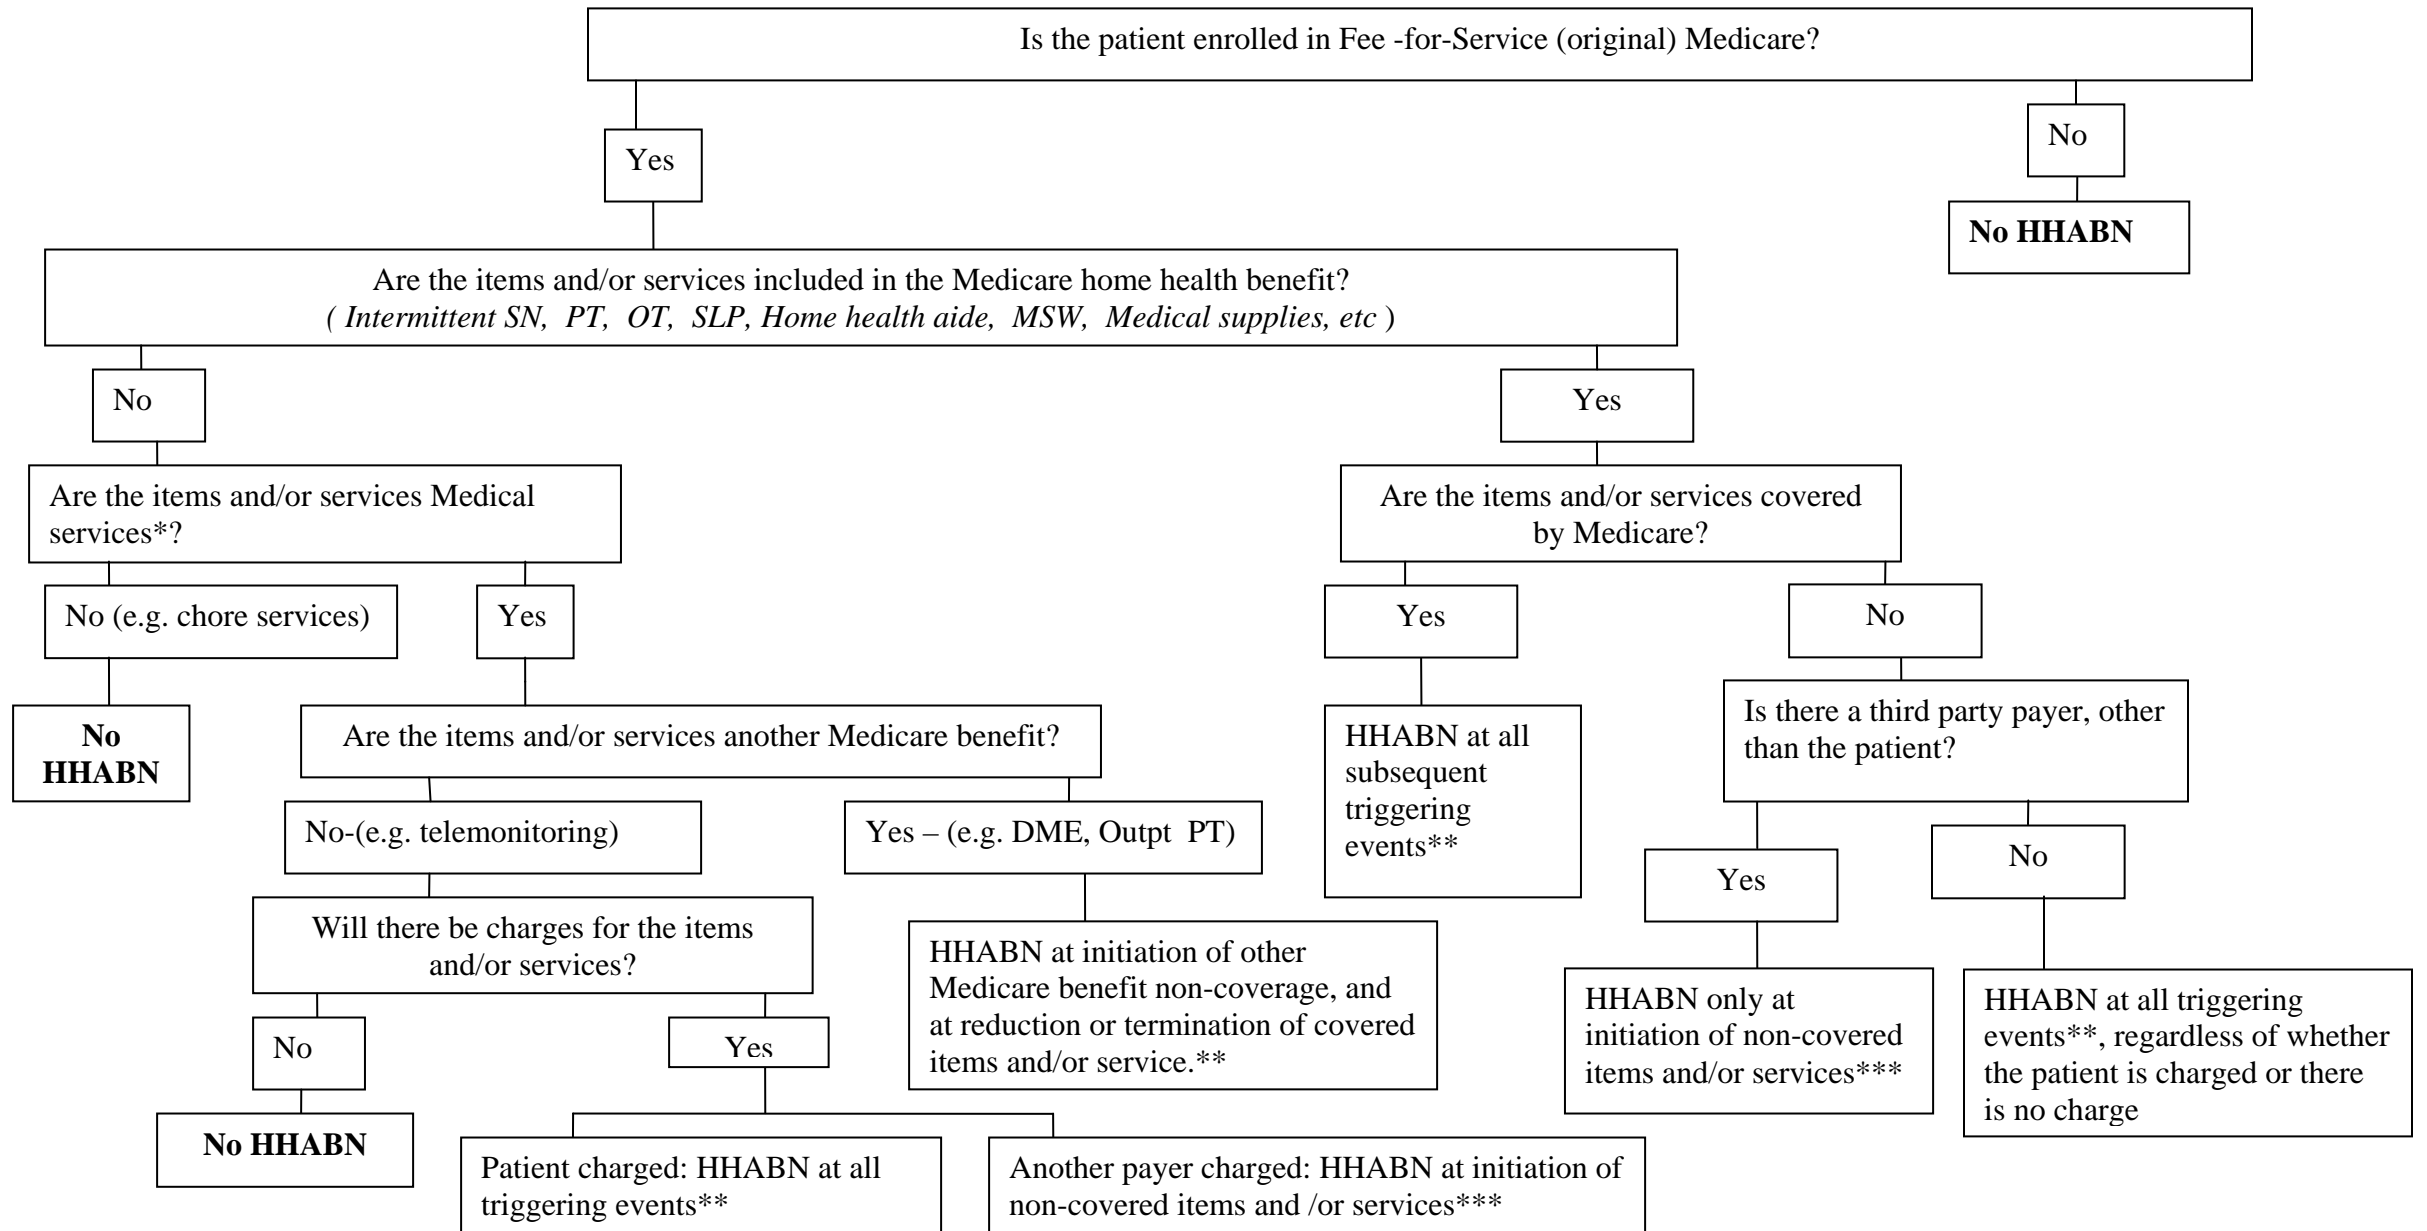 Is the patient enrolled in Fee -for-Service (original) Medicare?
Yes
No
No HHABN
Are the items and/or services included in the Medicare home health benefit?
( Intermittent SN, PT, OT, SLP, Home health aide, MSW, Medical supplies, etc )
No
Yes
Are the items and/or services Medical
services*?
Are the items and/or services covered
by Medicare?
No (e.g. chore services)
Yes
Yes
No
No
HHABN
Are the items and/or services another Medicare benefit?
HHABN at all
subsequent
triggering
events**
Is there a third party payer, other
than the patient?
No-(e.g. telemonitoring)
Yes – (e.g. DME, Outpt PT)
Yes
No
Will there be charges for the items
and/or services?
HHABN at initiation of other
Medicare benefit non-coverage, and
at reduction or termination of covered
items and/or service.**
HHABN only at
initiation of non-covered
items and/or services***
HHABN at all triggering
events**, regardless of whether
the patient is charged or there
is no charge
No
Yes
No HHABN
Patient charged: HHABN at all
triggering events**
Another payer charged: HHABN at initiation of
non-covered items and /or services***